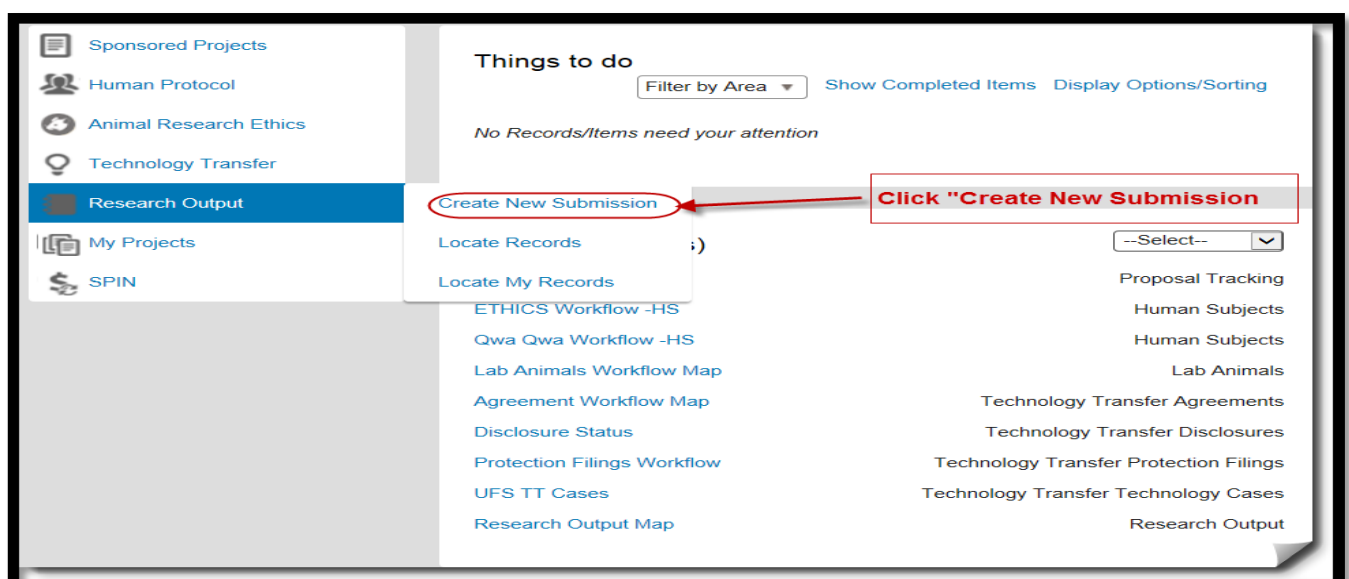 Sponsored Projects
Human Protocol
Animal Research Ethics
Technology Transfer
Research Output
My Projects
SPIN
Create New Submission
Locate Records
Locate My Records
Click "Create New Submission
Things to do
Filter by Area Show Completed Items Display Options/Sorting
No Records/Items need your attention
--Select--
Proposal Tracking
ETHICS Workflow -HS Human Subjects
Qwa Qwa Workflow -HS Human Subjects
Lab Animals Workflow Map Lab Animals
Agreement Workflow Map Technology Transfer Agreements
Disclosure Status Technology Transfer Disclosures
Protection Filings Workflow Technology Transfer Protection Filings
UFS TT Cases Technology Transfer Technology Cases
Research Output Map Research Output